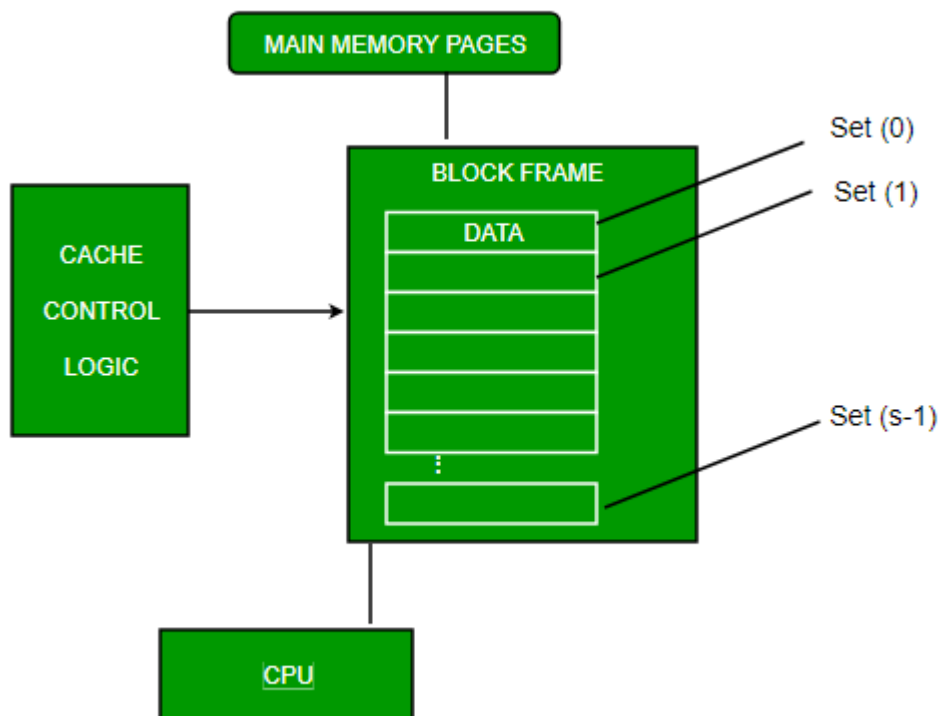 MAIN MEMORY PAGES
Set (0)
BLOCK FRAME
Set (1)
DATA
CACHE
CONTROL
LOGIC
Set (s-1)
CPU